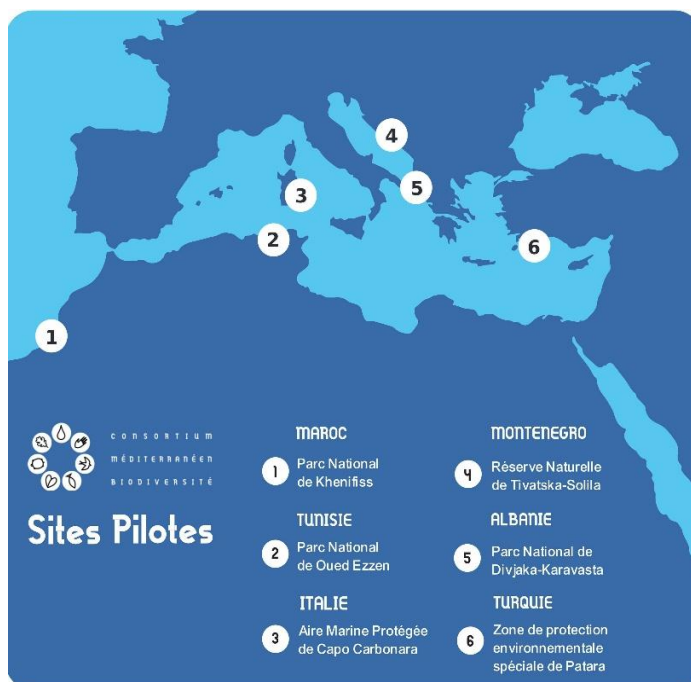 4
3
5
2
6
1
CONSORTIUM
MÉDITERRANÉEN
BIODIVERSITÉ
Sites Pilotes
MAROC
1 Parc National
de Khenifiss
TUNISIE
2 Parc National
de Oued Ezzen
ITALIE
3 Aire Marine Protégée
de Capo Carbonara
MONTENEGRO
4 Réserve Naturelle
de Tivatska-Solila
ALBANIE
5 Parc National de
Divjaka-Karavasta
TURQUIE
6 Zone de protection
environnementale
spéciale de Patara